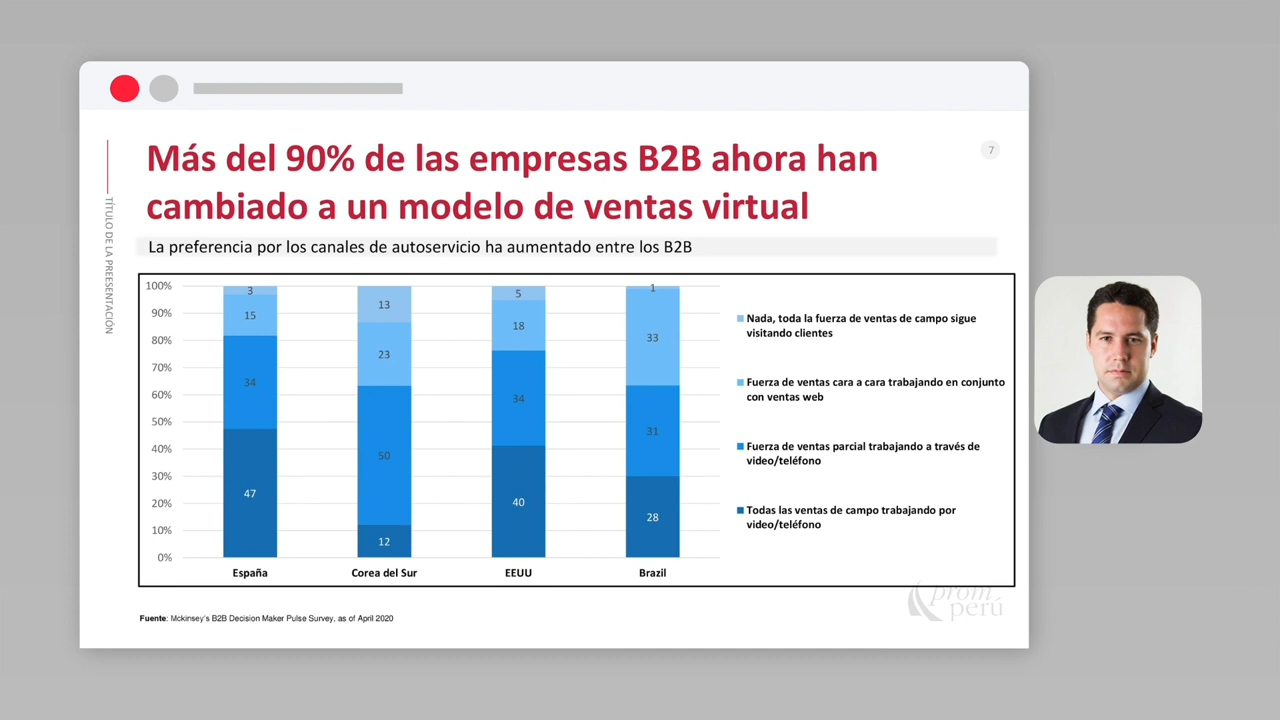 Más del 90% de las empresas B2B ahora han
cambiado a un modelo de ventas virtual
7
TÍTULO DE LA PREESENTACIÓN
La preferencia por los canales de autoservicio ha aumentado entre los B2B
100%
90%
80%
70%
60%
50%
40%
30%
20%
10%
0%
3
15
34
47
13
23
50
12
5
18
34
40
1
33
31
28
España
Corea del Sur
EEUU
Brazil
Nada, toda la fuerza de ventas de campo sigue
visitando clientes
Fuerza de ventas cara a cara trabajando en conjunto
con ventas web
Fuerza de ventas parcial trabajando a través de
video/teléfono
Todas las ventas de campo trabajando por
video/teléfono
prom
perú
Fuente: Mckinsey's B2B Decision Maker Pulse Survey, as of April 2020